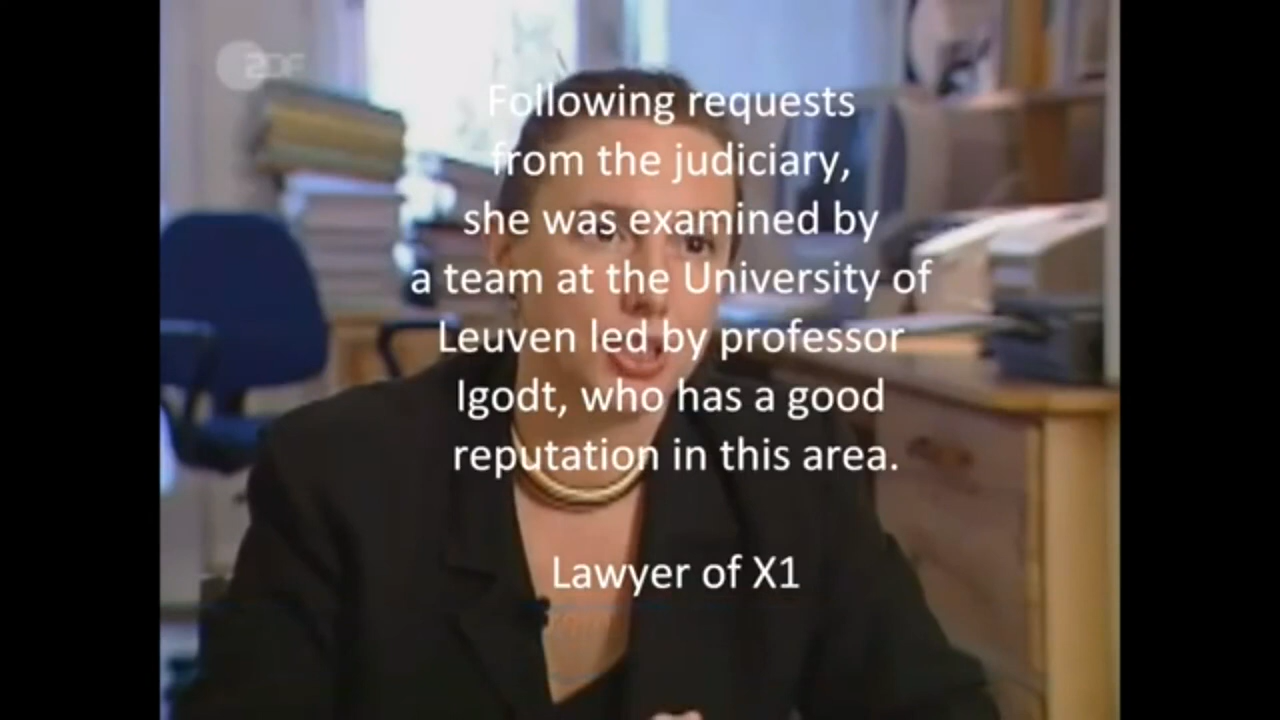 ZDF
Following requests
from the judiciary,
she was examined by
a team at the University of
Leuven led by professor
Igodt, who has a good
reputation in this area.
Lawyer of X1